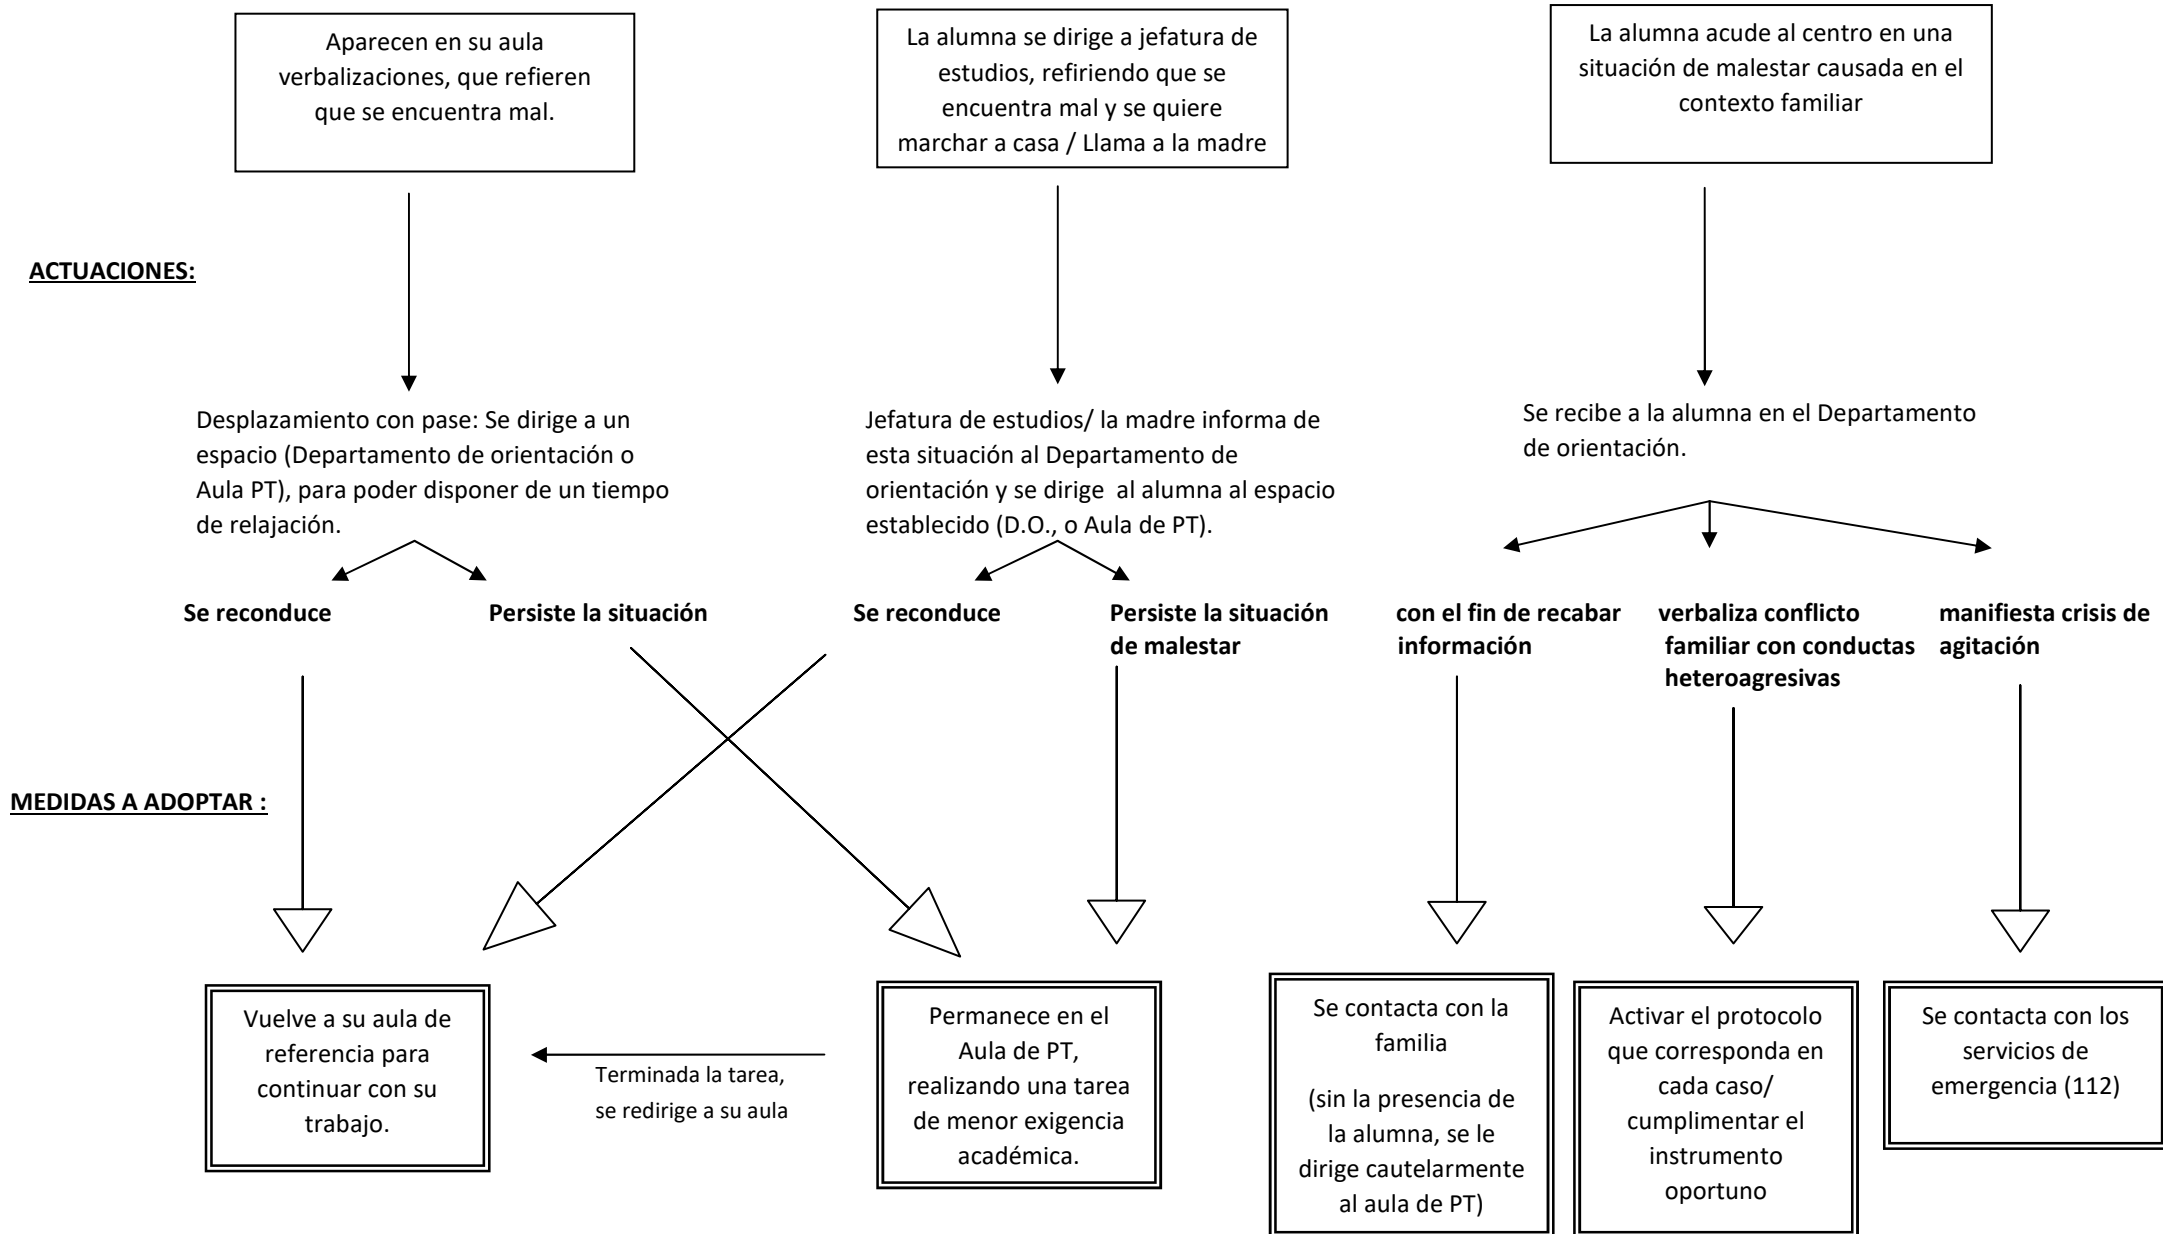 Aparecen en su aula
verbalizaciones, que refieren
que se encuentra mal.
La alumna se dirige a jefatura de
estudios, refiriendo que se
encuentra mal y se quiere
marchar a casa / Llama a la madre
La alumna acude al centro en una
situación de malestar causada en el
contexto familiar
ACTUACIONES:
Desplazamiento con pase: Se dirige a un
espacio (Departamento de orientación o
Aula PT), para poder disponer de un tiempo
de relajación.
Jefatura de estudios/ la madre informa de
esta situación al Departamento de
orientación y se dirige al alumna al espacio
establecido (D.O., o Aula de PT).
Se recibe a la alumna en el Departamento
de orientación.
Se reconduce
Persiste la situación
Se reconduce
Persiste la situación
de malestar
con el fin de recabar
información
verbaliza conflicto
familiar con conductas
heteroagresivas
manifiesta crisis de
agitación
MEDIDAS A ADOPTAR :
Vuelve a su aula de
referencia para
continuar con su
trabajo.
Terminada la tarea,
se redirige a su aula
Permanece en el
Aula de PT,
realizando una tarea
de menor exigencia
académica.
Se contacta con la
familia
(sin la presencia de
la alumna, se le
dirige cautelarmente
al aula de PT)
Activar el protocolo
que corresponda en
cada caso/
cumplimentar el
instrumento
oportuno
Se contacta con los
servicios de
emergencia (112)